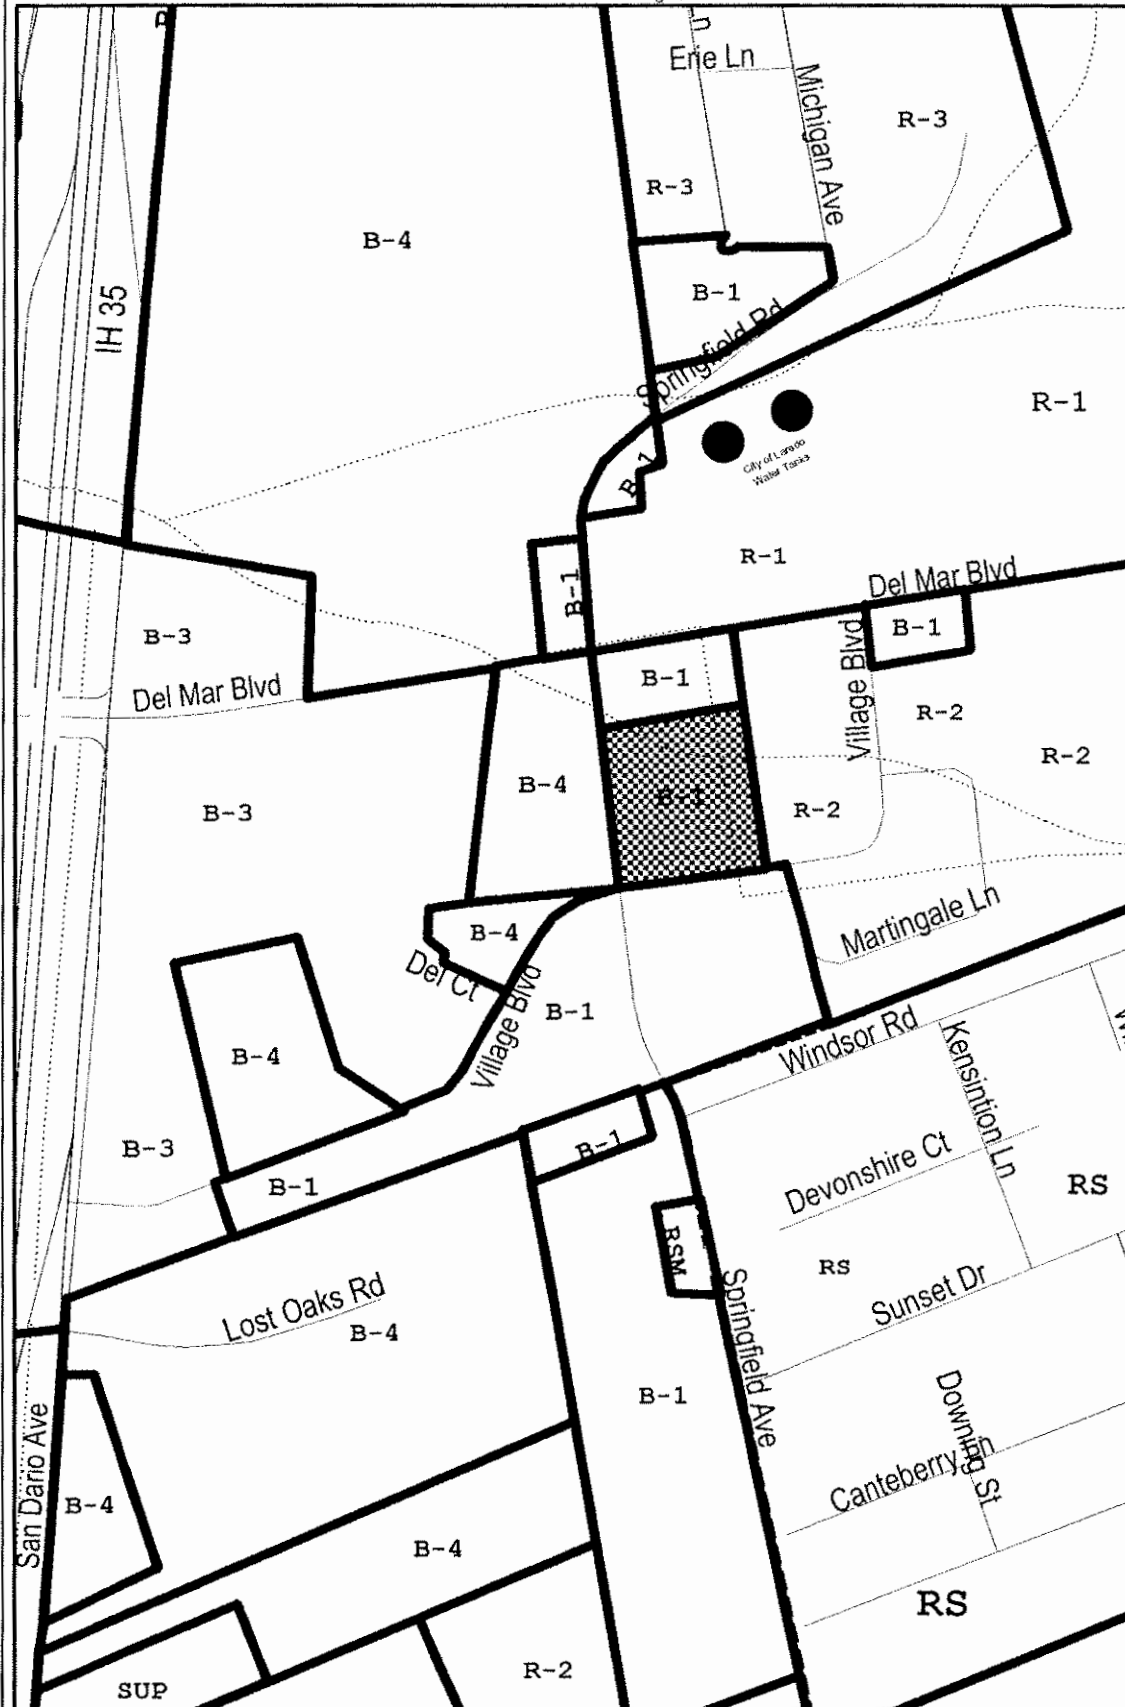 Erie Ln
Michigan Ave
R-3
R-3
B-4
B-1
IH 35
Springfield Rd
R-1
City of Laredo
Water Tanks
R-1
B-1
Del Mar Blvd
B-3
B-1
Village Blvd
B-1
Del Mar Blvd
R-2
R-2
B-4
B-1
B-3
R-2
Martingale Ln
B-4
Del Ct
Village Blvd
B-1
Windsor Rd
Kensintion Ln
B-4
B-3
B-1
B-1
Devonshire Ct
RS
RSM
RS
Lost Oaks Rd
B-4
Sunset Dr
Springfield Ave
B-1
Downing St
San Dario Ave
B-4
Canteberry Ln
B-4
RS
R-2
SUP